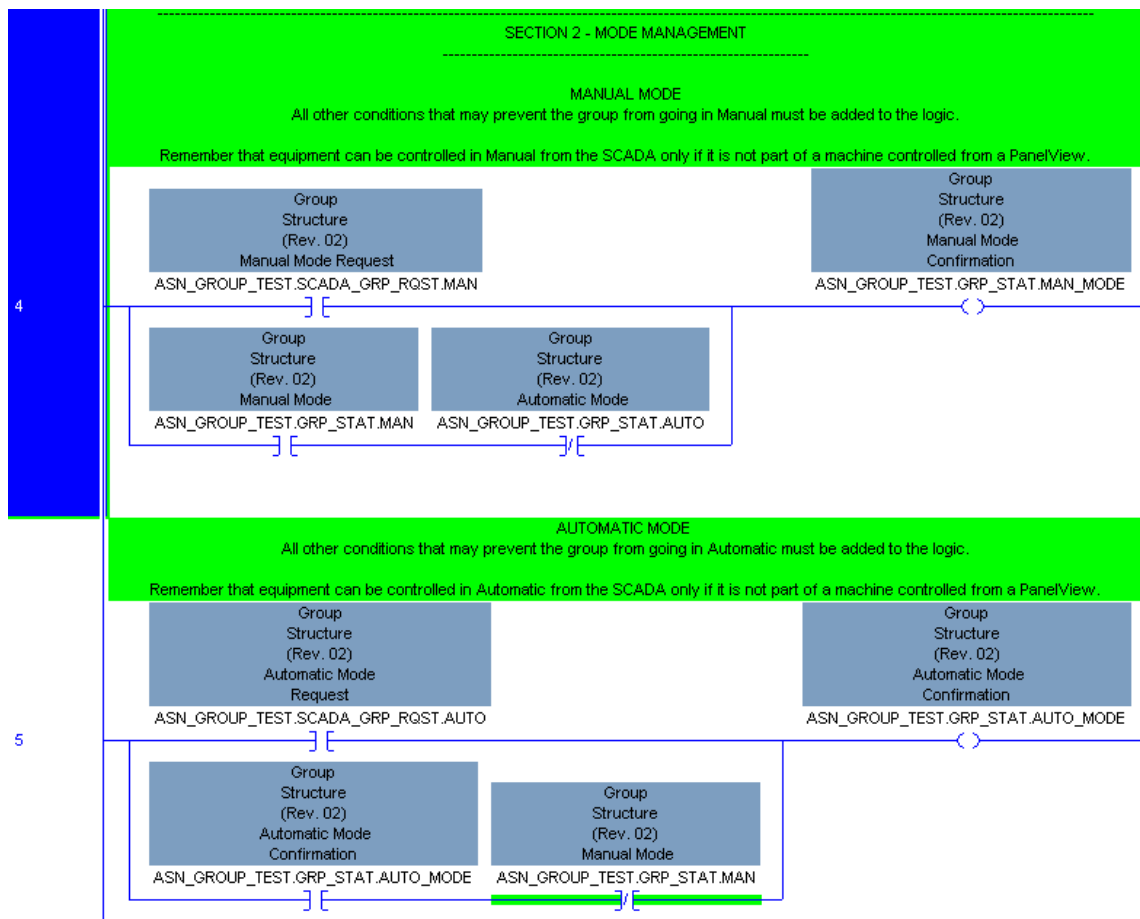 SECTION 2 - MODE MANAGEMENT
MANUAL MODE
All other conditions that may prevent the group from going in Manual must be added to the logic.
Remember that equipment can be controlled in Manual from the SCADA only if it is not part of a machine controlled from a PanelView.
Group
Structure
(Rev. 02)
Manual Mode Request
ASN_GROUP_TEST.SCADA_GRP_RQST.MAN
Group
Structure
(Rev. 02)
Manual Mode
Confirmation
ASN_GROUP_TEST.GRP_STAT.MAN_MODE
4
Group
Structure
(Rev. 02)
Manual Mode
ASN_GROUP_TEST.GRP_STAT.MAN
Group
Structure
(Rev. 02)
Automatic Mode
ASN_GROUP_TEST.GRP_STAT.AUTO
AUTOMATIC MODE
All other conditions that may prevent the group from going in Automatic must be added to the logic.
Remember that equipment can be controlled in Automatic from the SCADA only if it is not part of a machine controlled from a PanelView.
Group
Structure
(Rev. 02)
Automatic Mode
Request
ASN_GROUP_TEST.SCADA_GRP_RQST.AUTO
Group
Structure
(Rev. 02)
Automatic Mode
Confirmation
ASN_GROUP_TEST.GRP_STAT.AUTO_MODE
5
Group
Structure
(Rev. 02)
Automatic Mode
Confirmation
ASN_GROUP_TEST.GRP_STAT.AUTO_MODE
Group
Structure
(Rev. 02)
Manual Mode
ASN_GROUP_TEST.GRP_STAT.MAN